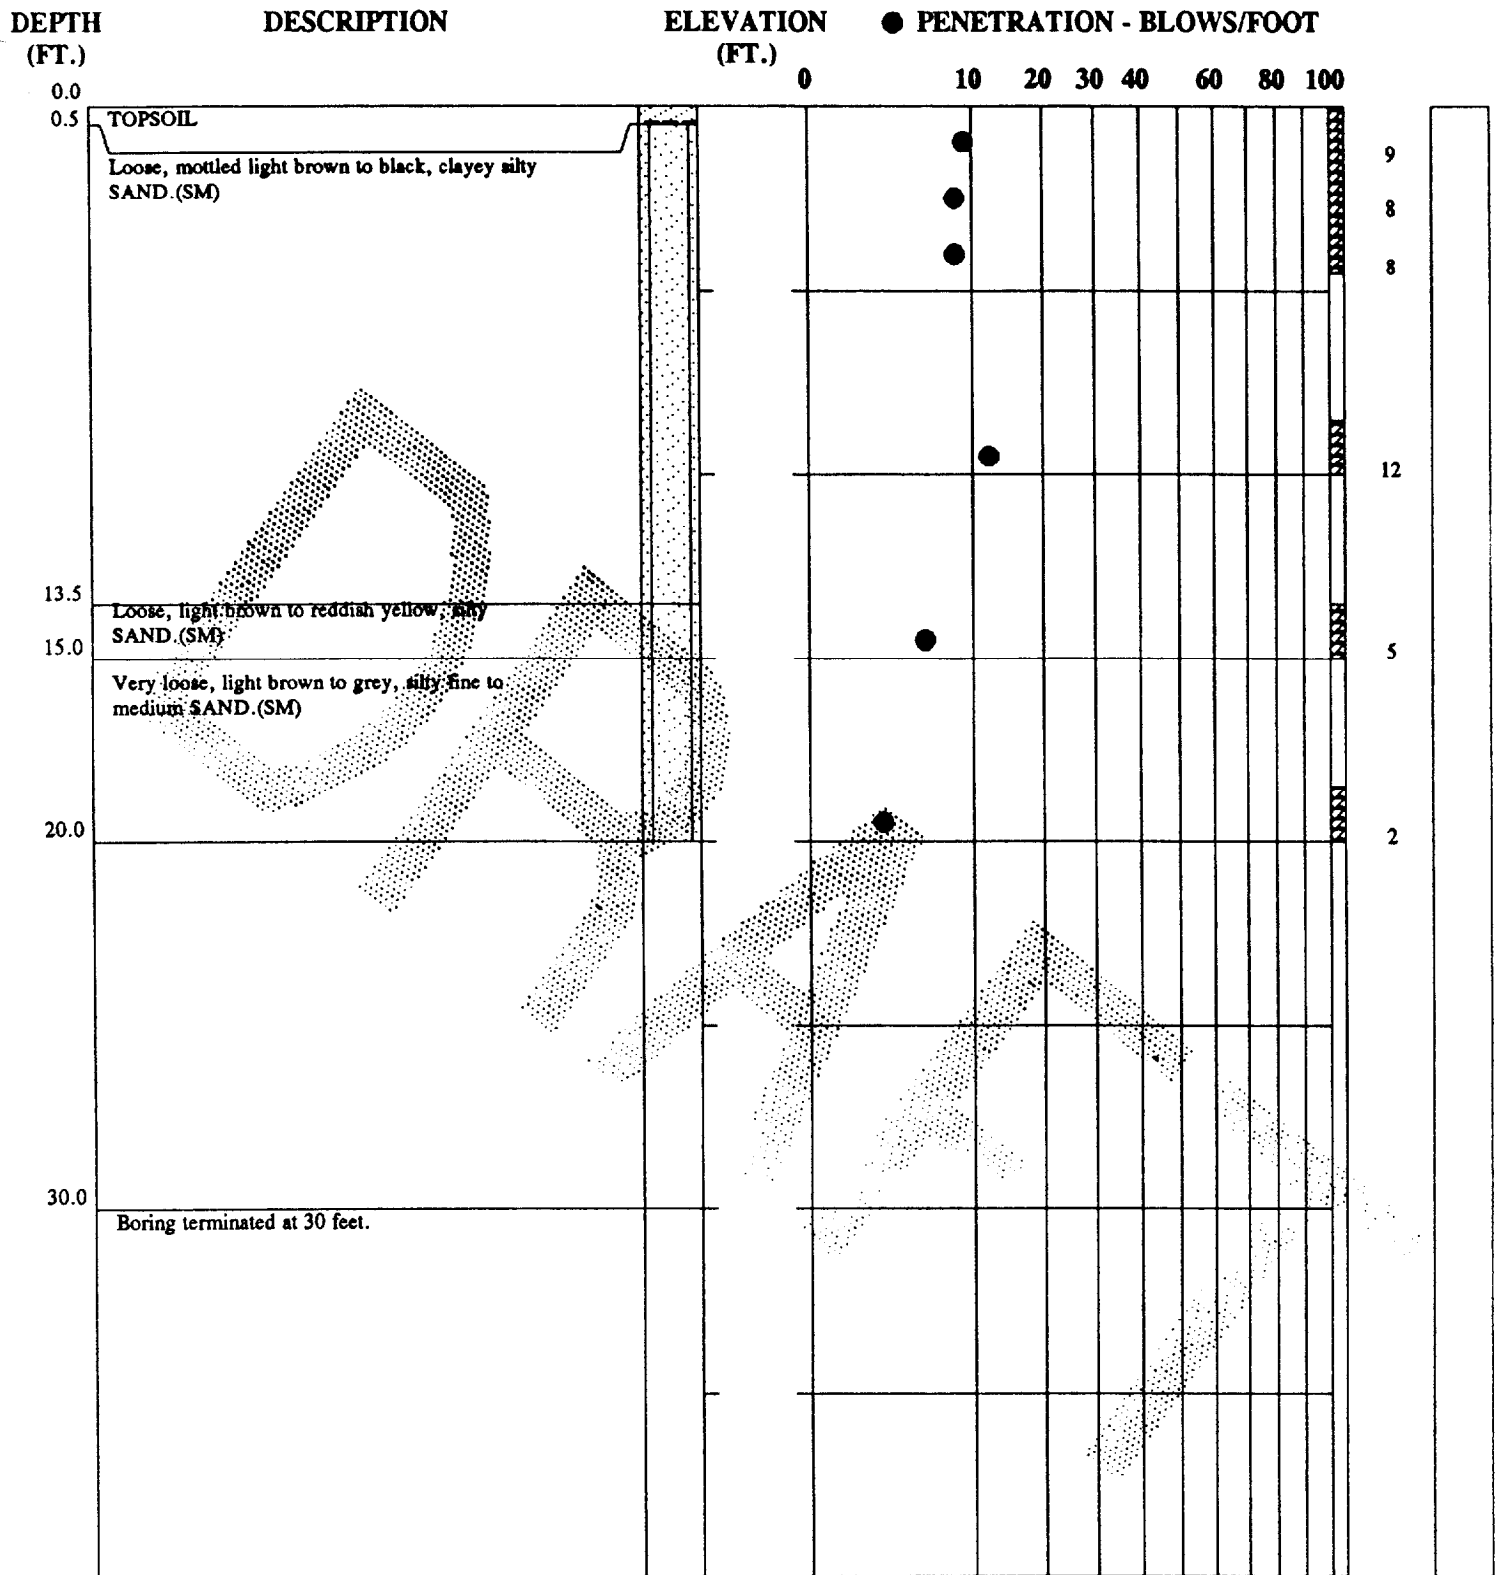 DEPTH DESCRIPTION ELEVATION ● PENETRATION - BLOWS/FOOT
(FT.) (FT.)
0 10 20 30 40 60 80 100
0.0
0.5 TOPSOIL
9
Loose, mottled light brown to black, clayey silty
SAND.(SM)
8
8
12
13.5 Loose, light brown to reddish yellow, silty
SAND.(SM)
15.0 5
Very loose, light brown to grey, silty fine to
medium SAND.(SM)
20.0 2
30.0
Boring terminated at 30 feet.
DRAFT